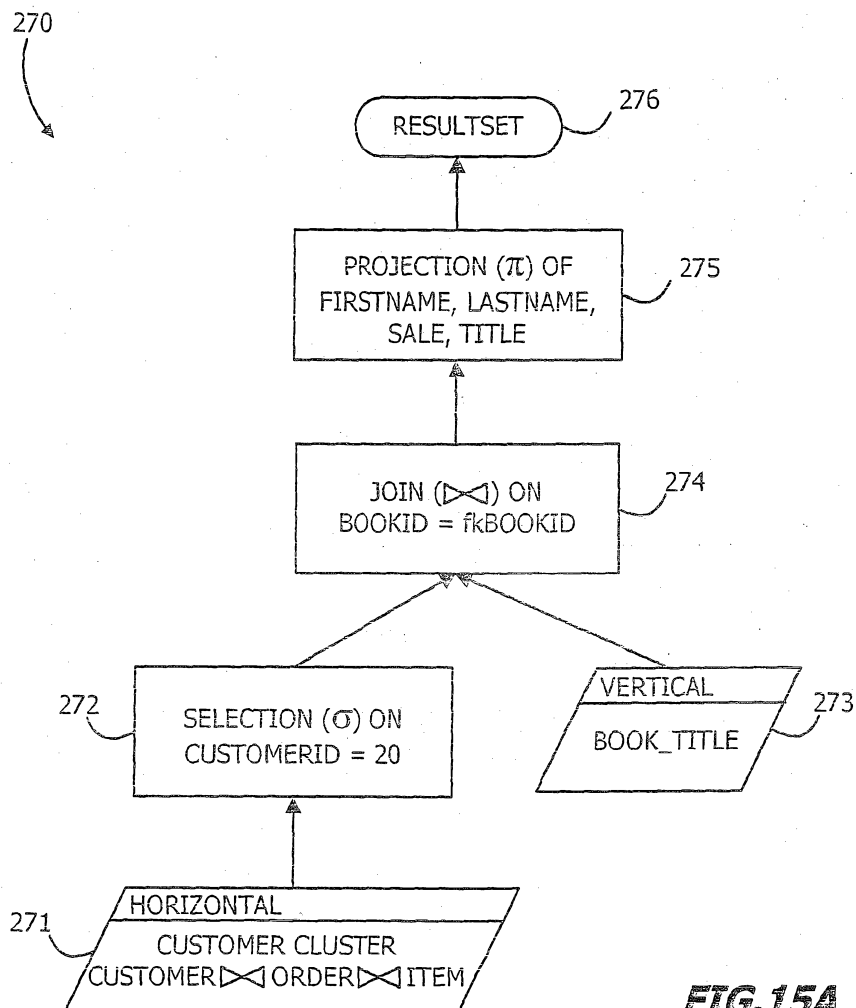 270
RESULTSET
276
PROJECTION (π) OF
FIRSTNAME, LASTNAME,
SALE, TITLE
275
JOIN (⋈) ON
BOOKID = fkBOOKID
274
272
SELECTION (σ) ON
CUSTOMERID = 20
VERTICAL
BOOK_TITLE
273
271
HORIZONTAL
CUSTOMER CLUSTER
CUSTOMER⋈ORDER⋈ITEM
FIG.15A